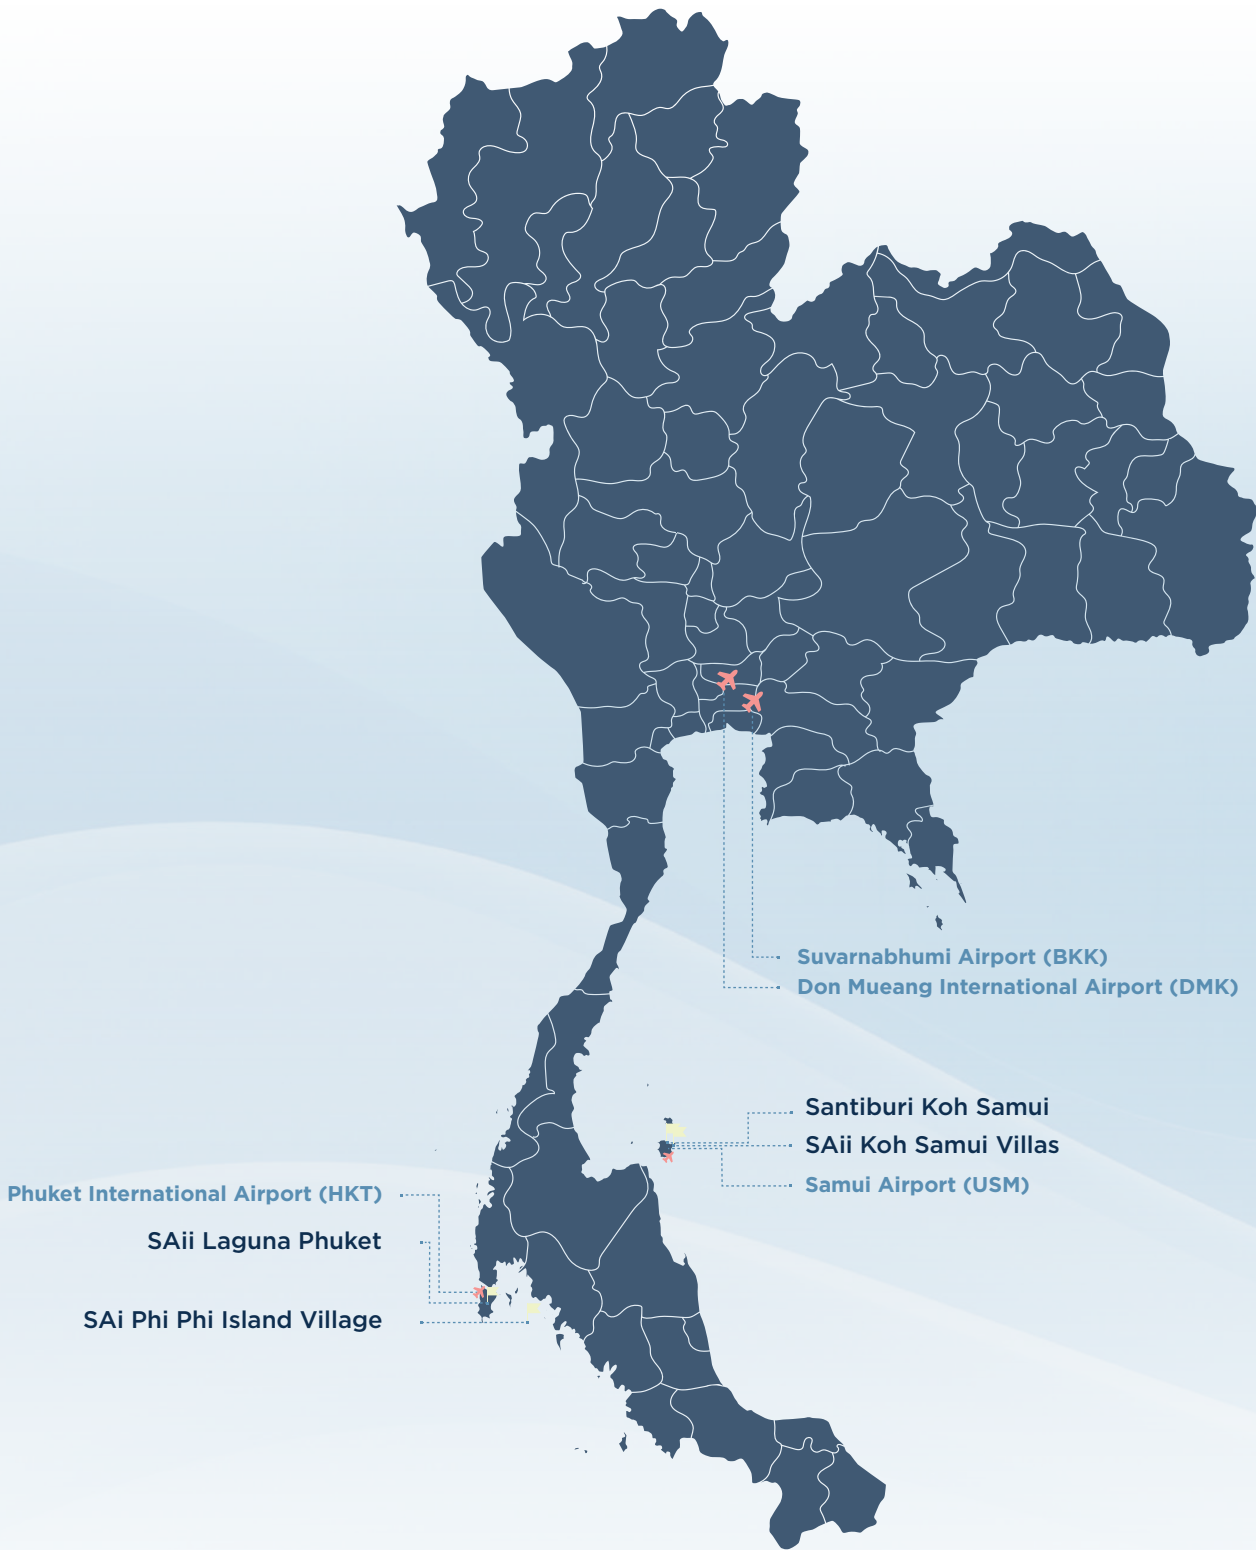 Suvarnabhumi Airport (BKK)
Don Mueang International Airport (DMK)
Santiburi Koh Samui
SAii Koh Samui Villas
Samui Airport (USM)
Phuket International Airport (HKT)
SAii Laguna Phuket
SAi Phi Phi Island Village